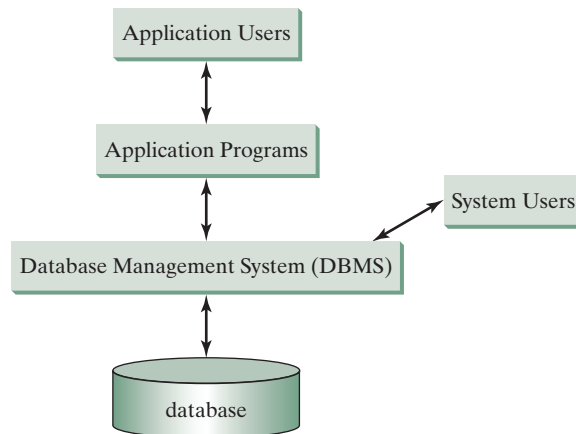 Application Users
Application Programs
System Users
Database Management System (DBMS)
database